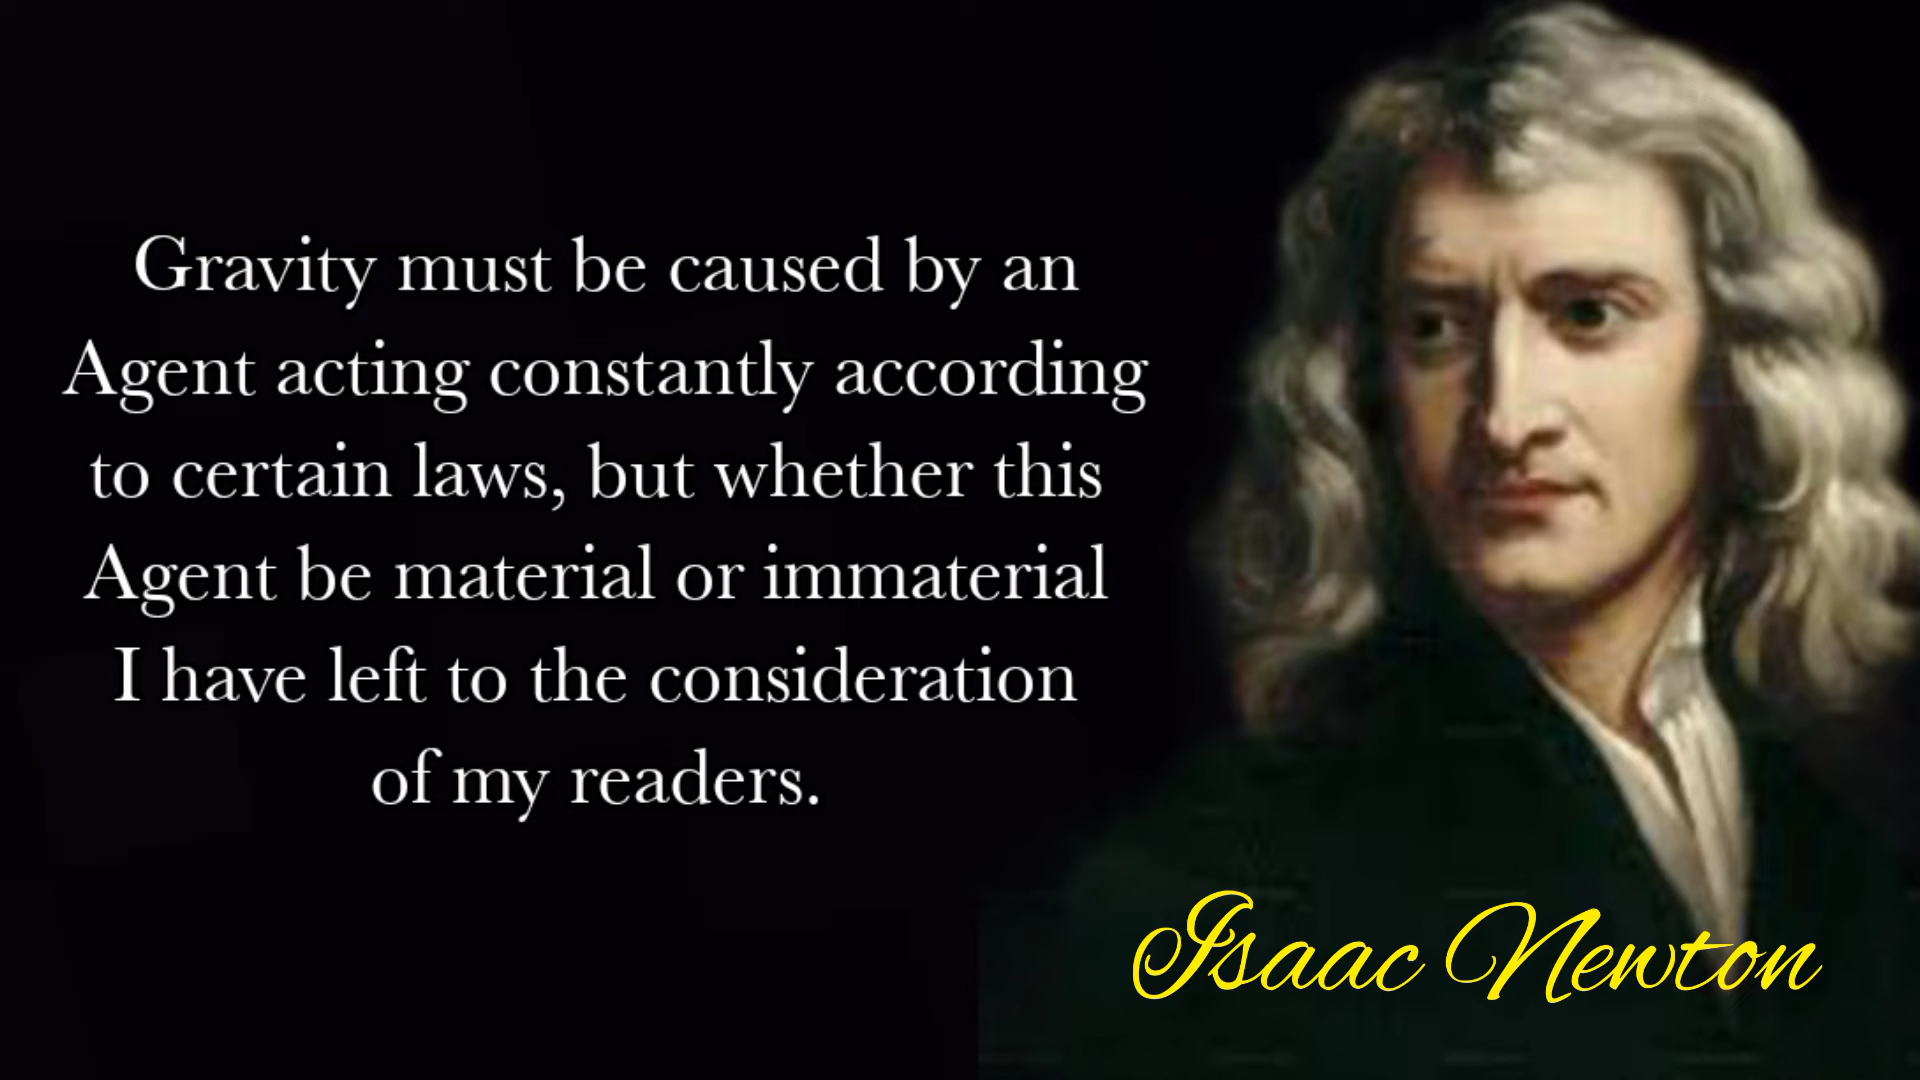 Gravity must be caused by an
Agent acting constantly according
to certain laws, but whether this
Agent be material or immaterial
I have left to the consideration
of my readers.
Isaac Newton